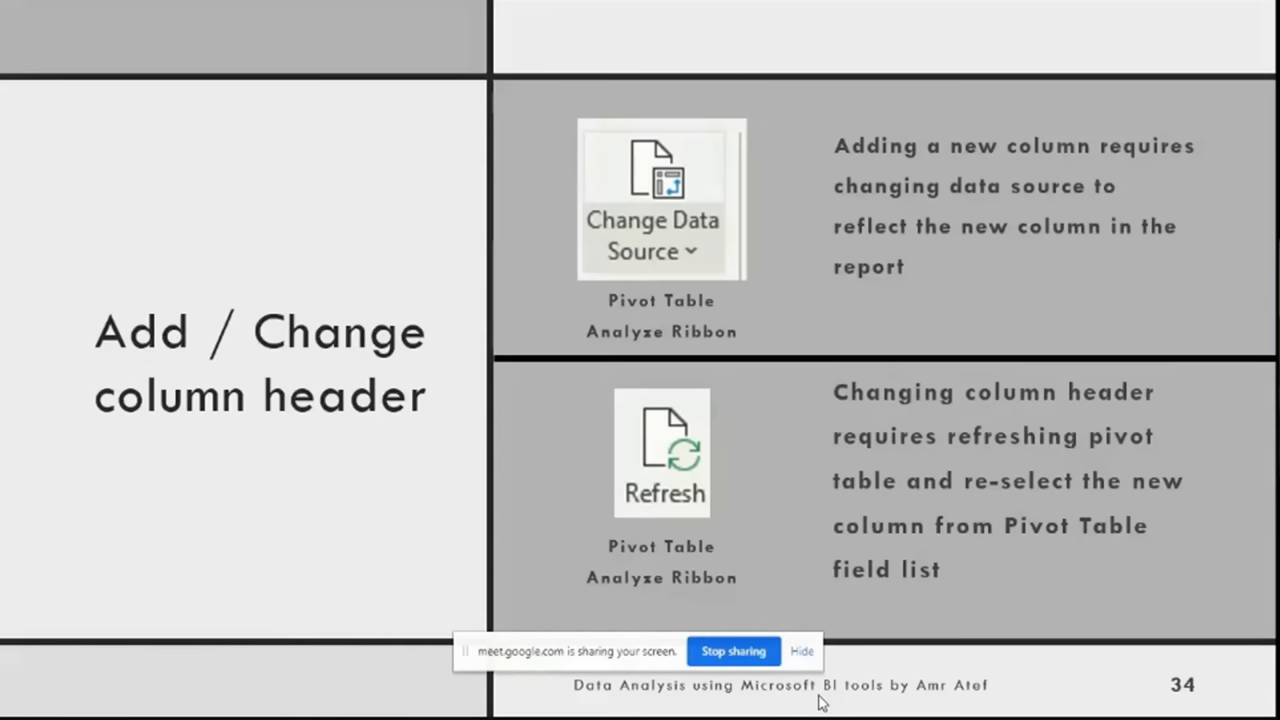 Add / Change
column header
Change Data
Source
Pivot Table
Analyze Ribbon
Adding a new column requires
changing data source to
reflect the new column in the
report
Refresh
Pivot Table
Analyze Ribbon
Changing column header
requires refreshing pivot
table and re-select the new
column from Pivot Table
field list
meet.google.com is sharing your screen.
Stop sharing
Hide
Data Analysis using Microsoft BI tools by Amr Atef
34